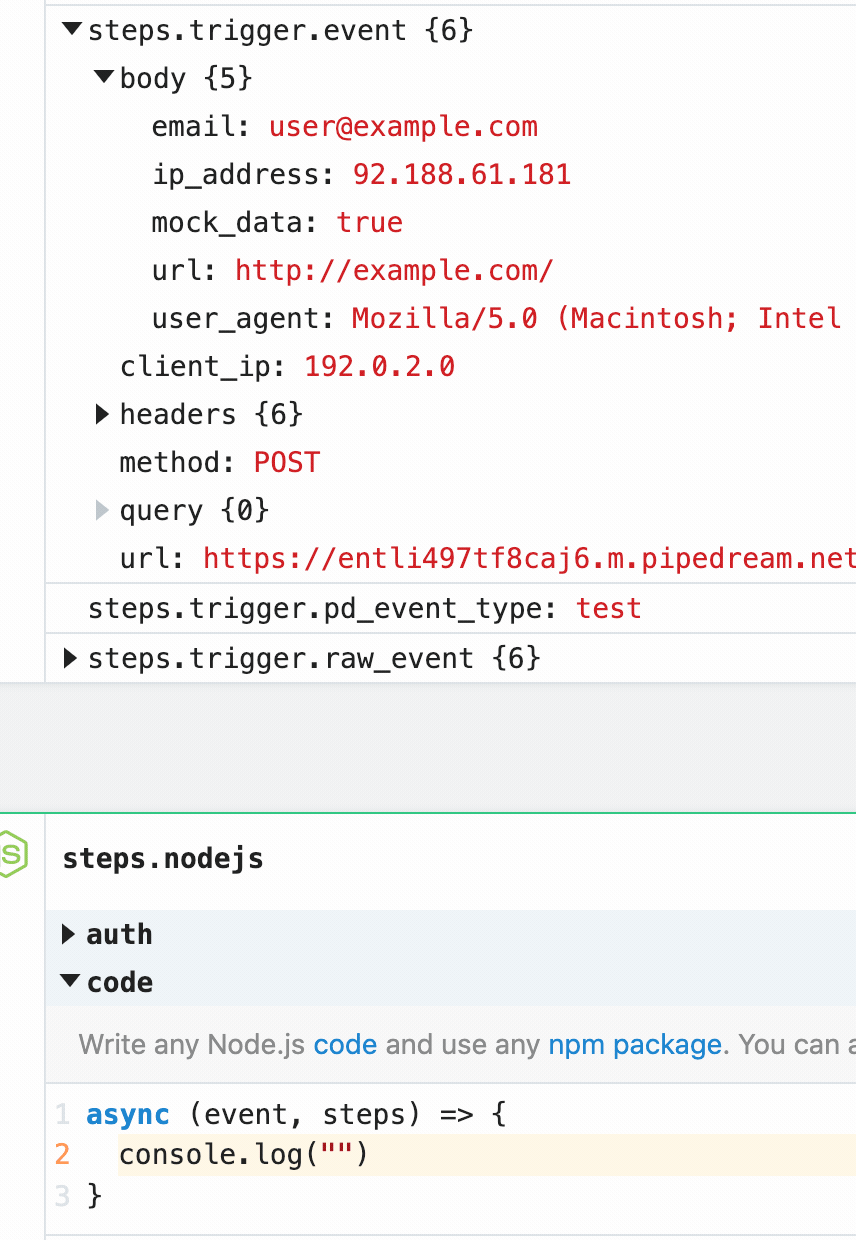 steps.trigger.event {6}
body {5}
email: user@example.com
ip_address: 92.188.61.181
mock_data: true
url: http://example.com/
user_agent: Mozilla/5.0 (Macintosh; Intel
client_ip: 192.0.2.0
headers {6}
method: POST
query {0}
url: https://entli497tf8caj6.m.pipedream.net
steps.trigger.pd_event_type: test
steps.trigger.raw_event {6}
S
steps.nodejs
auth
code
Write any Node.js code and use any npm package. You can a
1 async (event, steps) => {
2 console.log("")
3 }